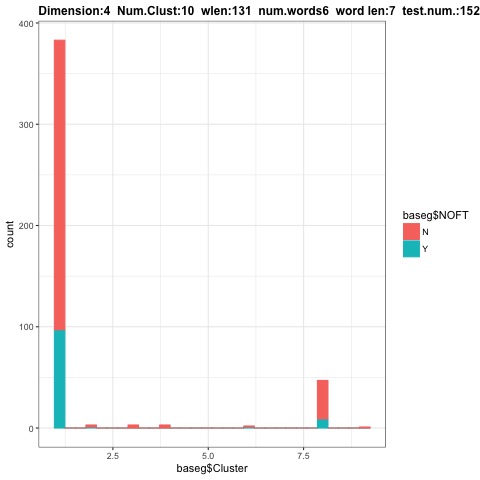 Dimension:4  Num.Clust:10  wlen:131  num.words6  word len:7  test.num.:152
400
300
200
100
0
count
2.5
5.0
7.5
baseg$Cluster
baseg$NOFT
N
Y